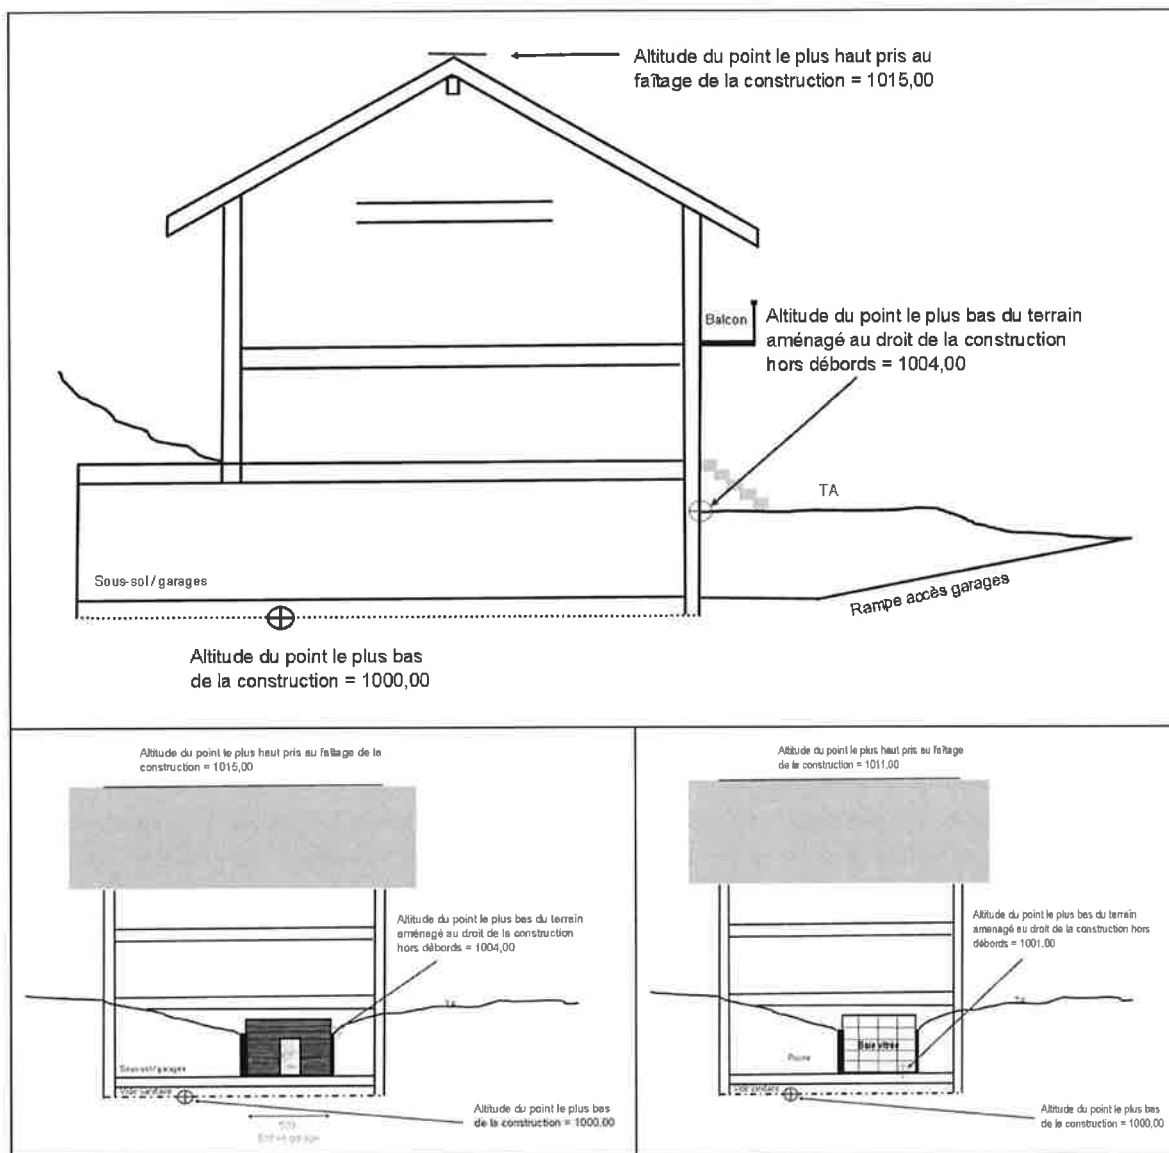 Altitude du point le plus haut pris au
faîtage de la construction = 1015,00
Balcon
Altitude du point le plus bas du terrain
aménagé au droit de la construction
hors débords = 1004,00
TA
Sous-sol / garages
Rampe accès garages
Altitude du point le plus bas
de la construction = 1000,00
Altitude du point le plus haut pris au faîtage de la
construction = 1015,00
Altitude du point le plus bas du terrain
aménagé au droit de la construction
hors débords = 1004,00
Sous-sol / garages
Vide sanitaire
Altitude du point le plus bas
de la construction = 1000,00
Entrée garage
Altitude du point le plus haut pris au faîtage
de la construction = 1011,00
Altitude du point le plus bas du terrain
aménagé au droit de la construction hors
débords = 1001,00
Baie vitrée
Vide sanitaire
Altitude du point le plus bas
de la construction = 1000,00